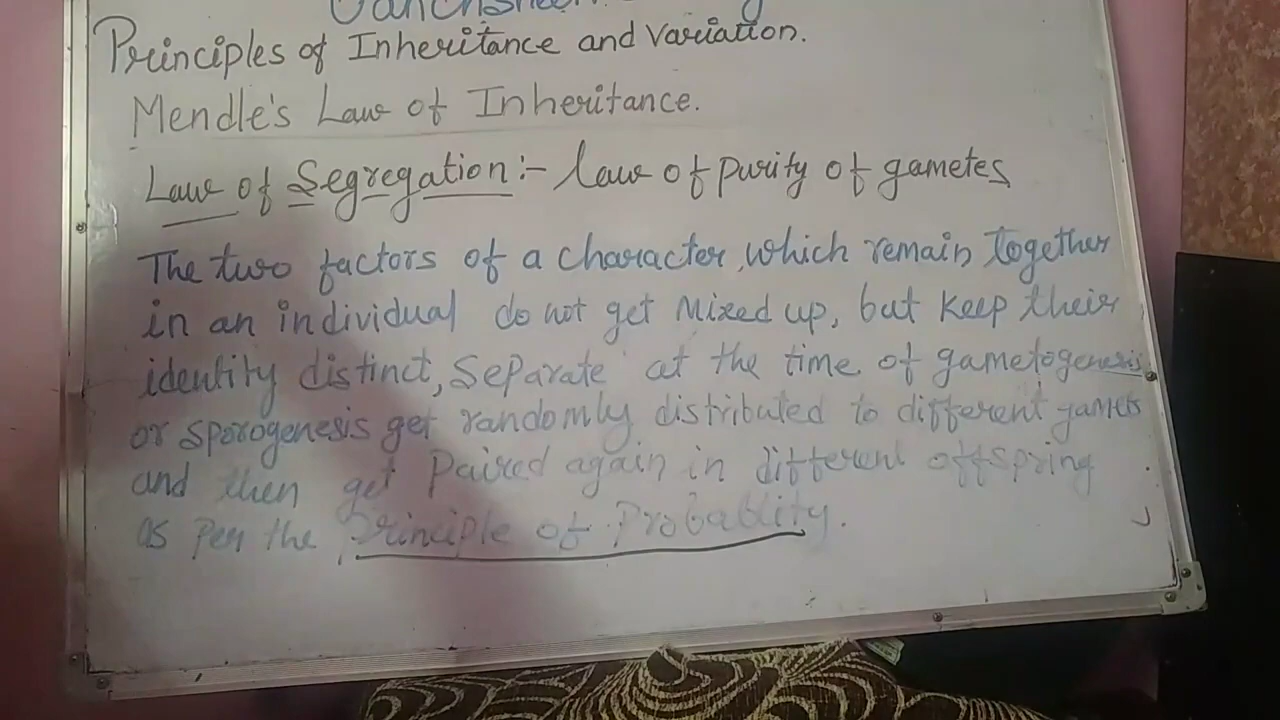 Principles of Inheritance and Variation.
Mendle's Law of Inheritance.
Law of Segregation:- law of purity of gametes
The two factors of a character, which remain together
in an individual do not get mixed up, but keep their
identity distinct, Separate at the time of gametogenesis
or sporogenesis get randomly distributed to different gamets
and then get Paired again in different offspring
as per the principle of Probablity.